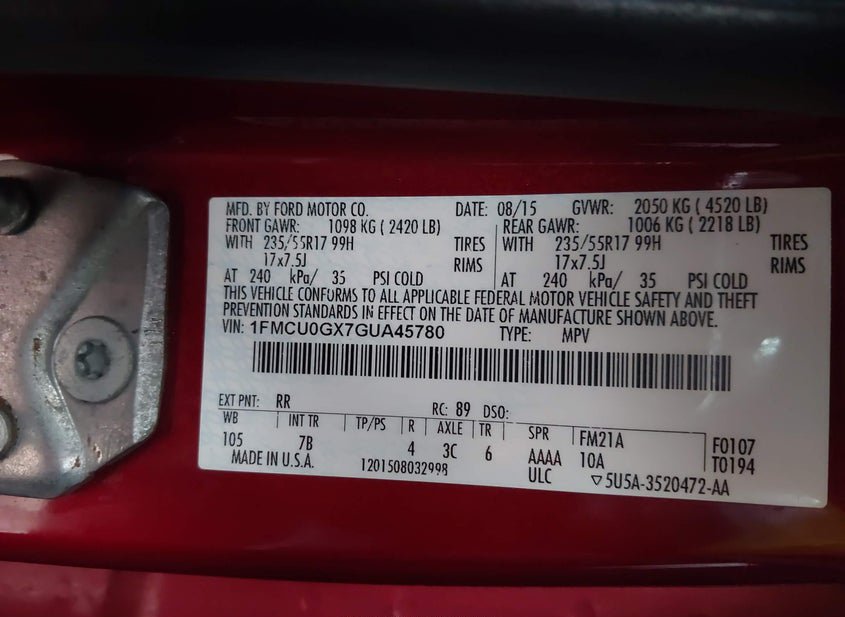 MFD. BY FORD MOTOR CO. DATE: 08/15 GVWR: 2050 KG ( 4520 LB)
FRONT GAWR: 1098 KG ( 2420 LB) REAR GAWR: 1006 KG ( 2218 LB)
WITH 235/55R17 99H TIRES WITH 235/55R17 99H TIRES
17x7.5J RIMS 17x7.5J RIMS
AT 240 kPa/ 35 PSI COLD AT 240 kPa/ 35 PSI COLD
THIS VEHICLE CONFORMS TO ALL APPLICABLE FEDERAL MOTOR VEHICLE SAFETY AND THEFT
PREVENTION STANDARDS IN EFFECT ON THE DATE OF MANUFACTURE SHOWN ABOVE.
VIN: 1FMCU0GX7GUA45780 TYPE: MPV
EXT PNT: RR RC: 89 DSO:
WB INT TR TP/PS R AXLE TR SPR FM21A F0107
105 7B 4 3C 6 AAAA 10A T0194
MADE IN U.S.A. 1201508032998 ULC ▽5U5A-3520472-AA